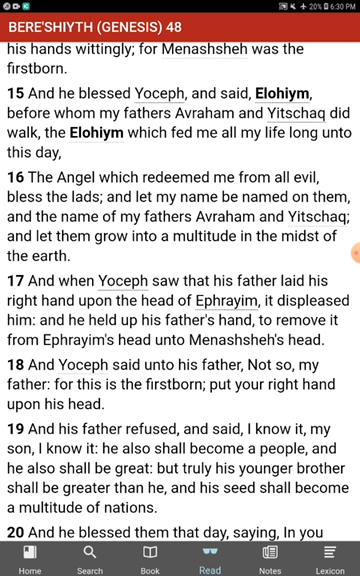 20% 6:30 PM
BERE'SHIYTH (GENESIS) 48
his hands wittingly; for Menashsheh was the
firstborn.
15 And he blessed Yoceph, and said, Elohiym,
before whom my fathers Avraham and Yitschaq did
walk, the Elohiym which fed me all my life long unto
this day,
16 The Angel which redeemed me from all evil,
bless the lads; and let my name be named on them,
and the name of my fathers Avraham and Yitschaq;
and let them grow into a multitude in the midst of
the earth.
17 And when Yoceph saw that his father laid his
right hand upon the head of Ephrayim, it displeased
him: and he held up his father's hand, to remove it
from Ephrayim's head unto Menashsheh's head.
18 And Yoceph said unto his father, Not so, my
father: for this is the firstborn; put your right hand
upon his head.
19 And his father refused, and said, I know it, my
son, I know it: he also shall become a people, and
he also shall be great: but truly his younger brother
shall be greater than he, and his seed shall become
a multitude of nations.
20 And he blessed them that day, saying, In you
Home Search Book Read Notes Lexicon